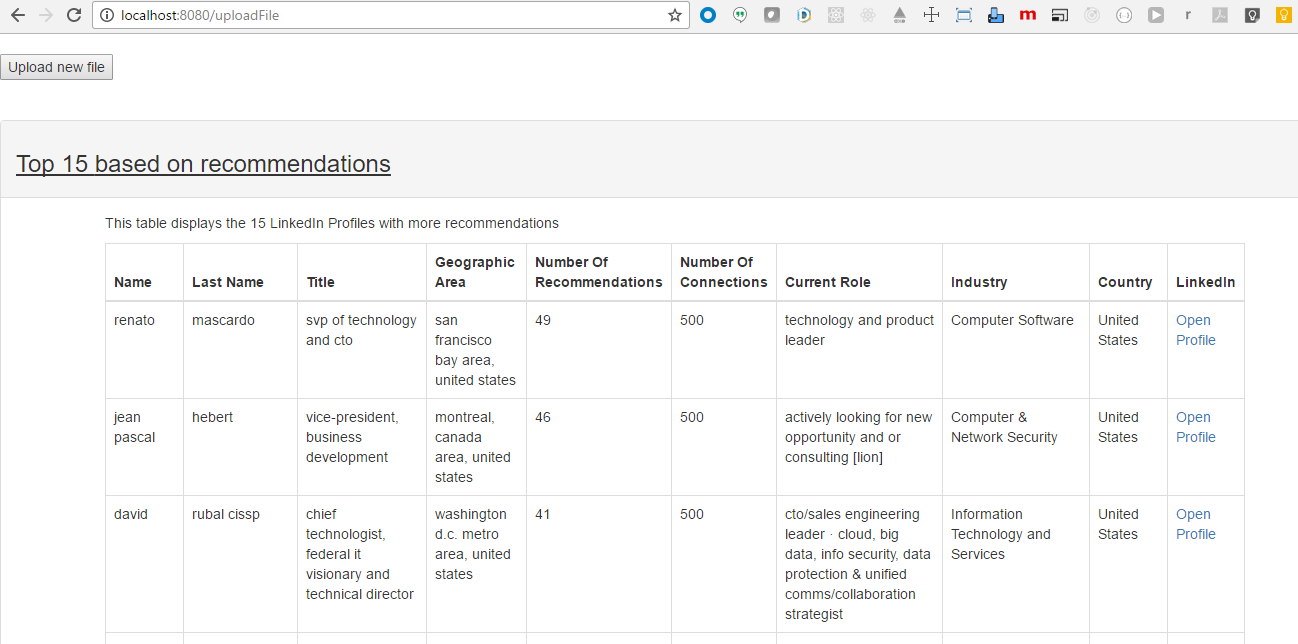 localhost:8080/uploadFile
Upload new file
Top 15 based on recommendations
This table displays the 15 LinkedIn Profiles with more recommendations
Name
Last Name
Title
Geographic
Area
Number Of
Recommendations
Number Of
Connections
Current Role
Industry
Country
LinkedIn
renato
mascardo
svp of technology
and cto
san
francisco
bay area,
united states
49
500
technology and product
leader
Computer Software
United
States
Open
Profile
jean
pascal
hebert
vice-president,
business
development
montreal,
canada
area, united
states
46
500
actively looking for new
opportunity and or
consulting [lion]
Computer &
Network Security
United
States
Open
Profile
david
rubal cissp
chief
technologist,
federal it
visionary and
technical director
washington
d.c. metro
area, united
states
41
500
cto/sales engineering
leader · cloud, big
data, info security, data
protection & unified
comms/collaboration
strategist
Information
Technology and
Services
United
States
Open
Profile